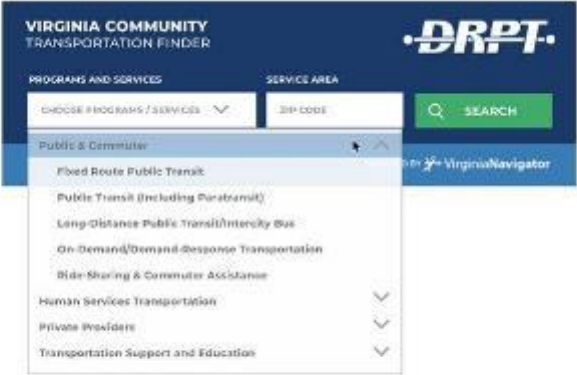 VIRGINIA COMMUNITY
TRANSPORTATION FINDER
DRPT
PROGRAMS AND SERVICES
SERVICE AREA
CHOOSE PROGRAMS / SERVICES
ZIP CODE
SEARCH
Public & Commuter
BY VirginiaNavigator
Fixed Route Public Transit
Public Transit (Including Paratransit)
Long-Distance Public Transit/Intercity Bus
On-Demand/Demand-Response Transportation
Ride-Sharing & Commuter Assistance
Human Services Transportation
Private Providers
Transportation Support and Education